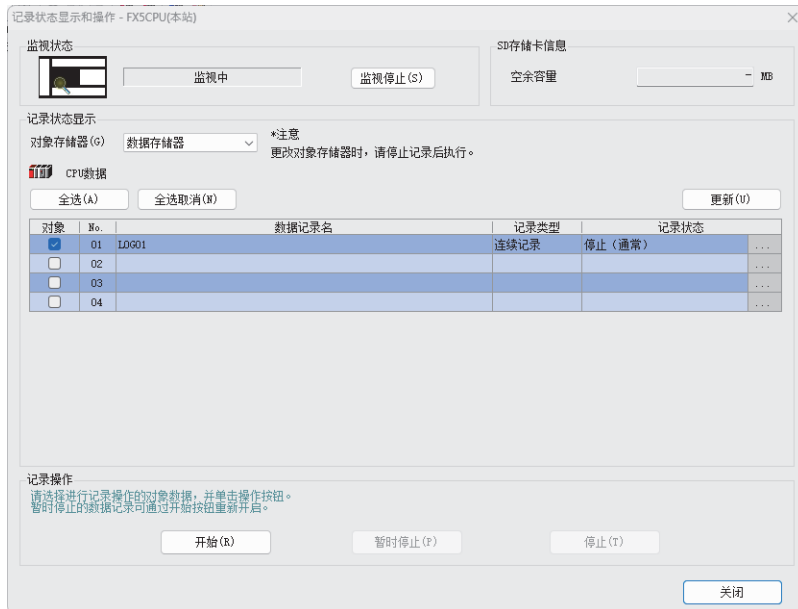 记录状态显示和操作 - FX5CPU(本站)
监视状态
监视中
监视停止(S)
SD存储卡信息
空余容量
- MB
记录状态显示
对象存储器(G) 数据存储器
*注意
更改对象存储器时，请停止记录后执行。
CPU数据
全选(A) 全选取消(N) 更新(U)
对象 No. 数据记录名 记录类型 记录状态
01 LOG01 连续记录 停止（通常） ...
02 ...
03 ...
04 ...
记录操作
请选择进行记录操作的对象数据，并单击操作按钮。
暂时停止的数据记录可通过开始按钮重新开启。
开始(R) 暂时停止(P) 停止(T)
关闭